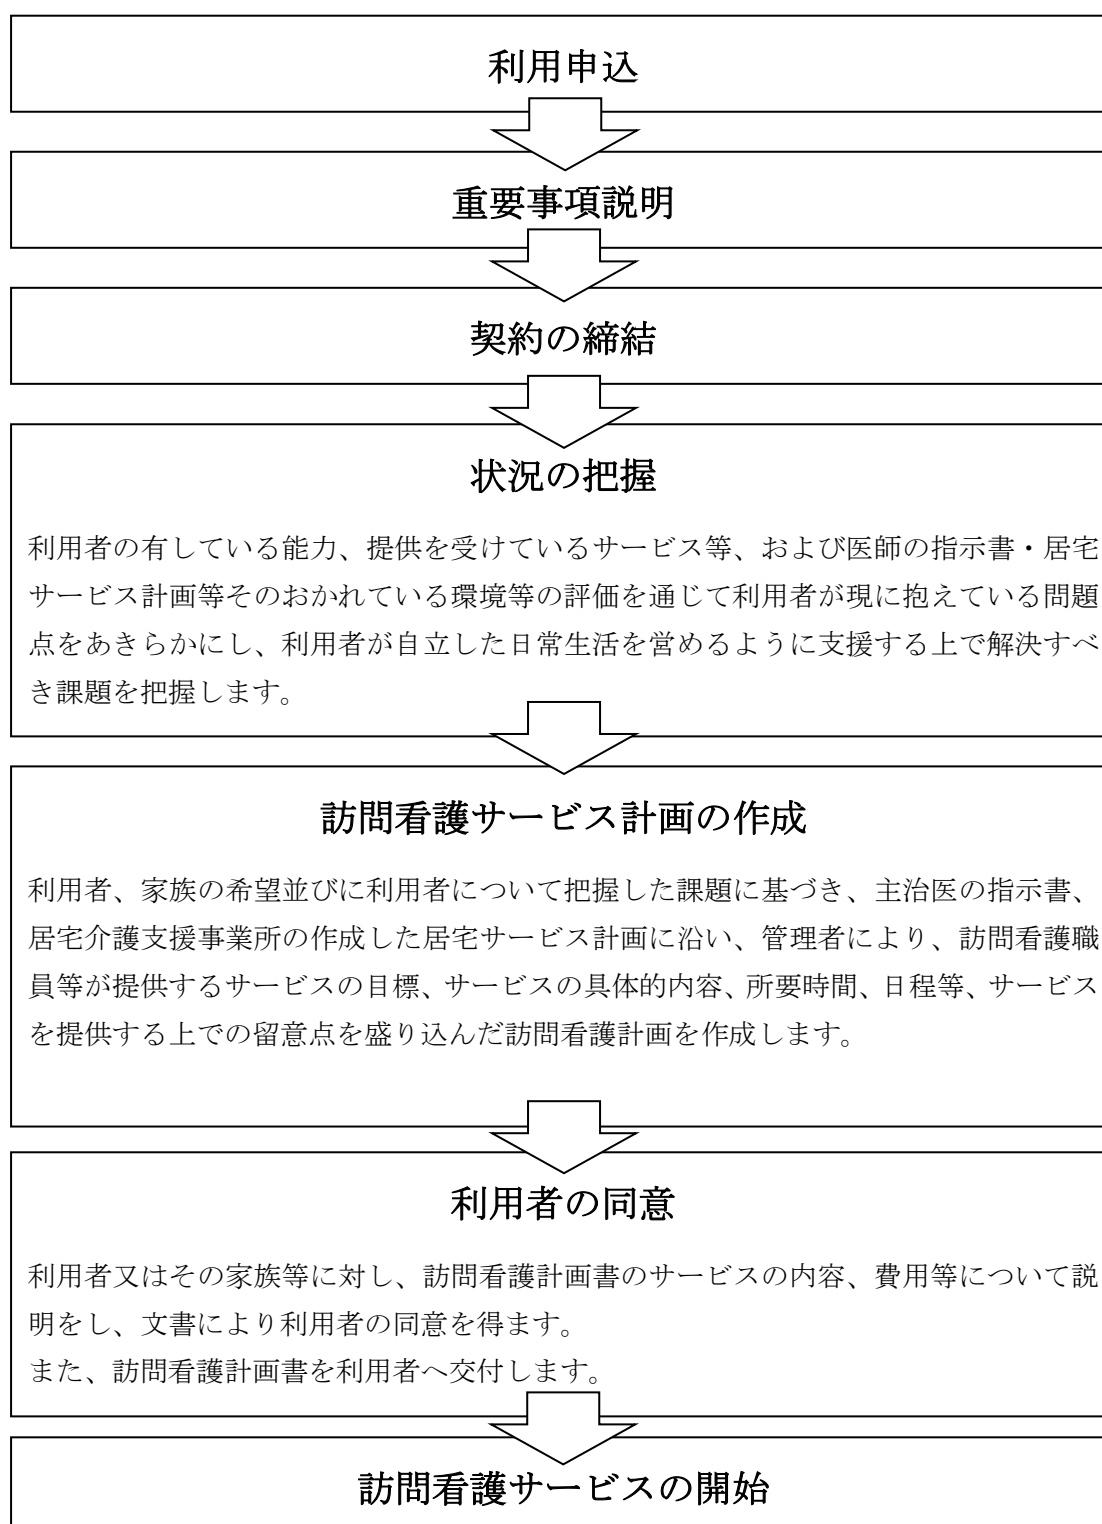 利用申込
重要事項説明
契約の締結
状況の把握
利用者の有している能力、提供を受けているサービス等、および医師の指示書・居宅
サービス計画等そのおかれている環境等の評価を通じて利用者が現に抱えている問題
点をあきらかにし、利用者が自立した日常生活を営めるように支援する上で解決すべ
き課題を把握します。
訪問看護サービス計画の作成
利用者、家族の希望並びに利用者について把握した課題に基づき、主治医の指示書、
居宅介護支援事業所の作成した居宅サービス計画に沿い、管理者により、訪問看護職
員等が提供するサービスの目標、サービスの具体的内容、所要時間、日程等、サービス
を提供する上での留意点を盛り込んだ訪問看護計画を作成します。
利用者の同意
利用者又はその家族等に対し、訪問看護計画書のサービスの内容、費用等について説
明をし、文書により利用者の同意を得ます。
また、訪問看護計画書を利用者へ交付します。
訪問看護サービスの開始